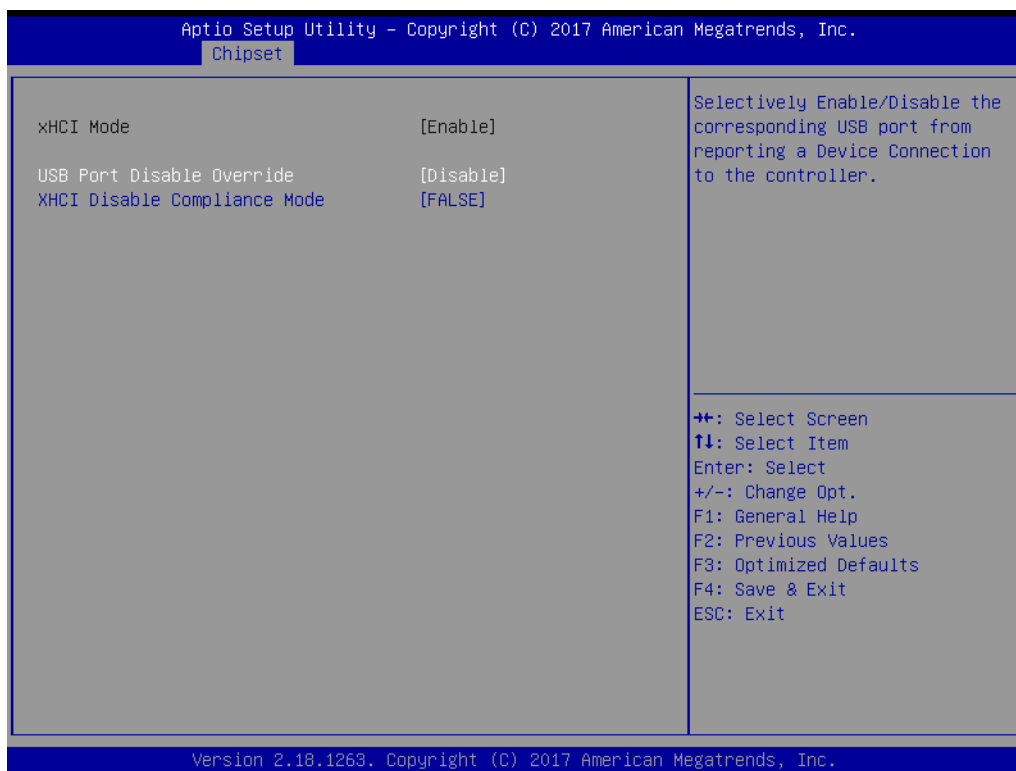 Aptio Setup Utility – Copyright (C) 2017 American Megatrends, Inc.
Chipset
xHCI Mode [Enable]
USB Port Disable Override [Disable]
XHCI Disable Compliance Mode [FALSE]
Selectively Enable/Disable the
corresponding USB port from
reporting a Device Connection
to the controller.
→←: Select Screen
↑↓: Select Item
Enter: Select
+/-: Change Opt.
F1: General Help
F2: Previous Values
F3: Optimized Defaults
F4: Save & Exit
ESC: Exit
Version 2.18.1263. Copyright (C) 2017 American Megatrends, Inc.